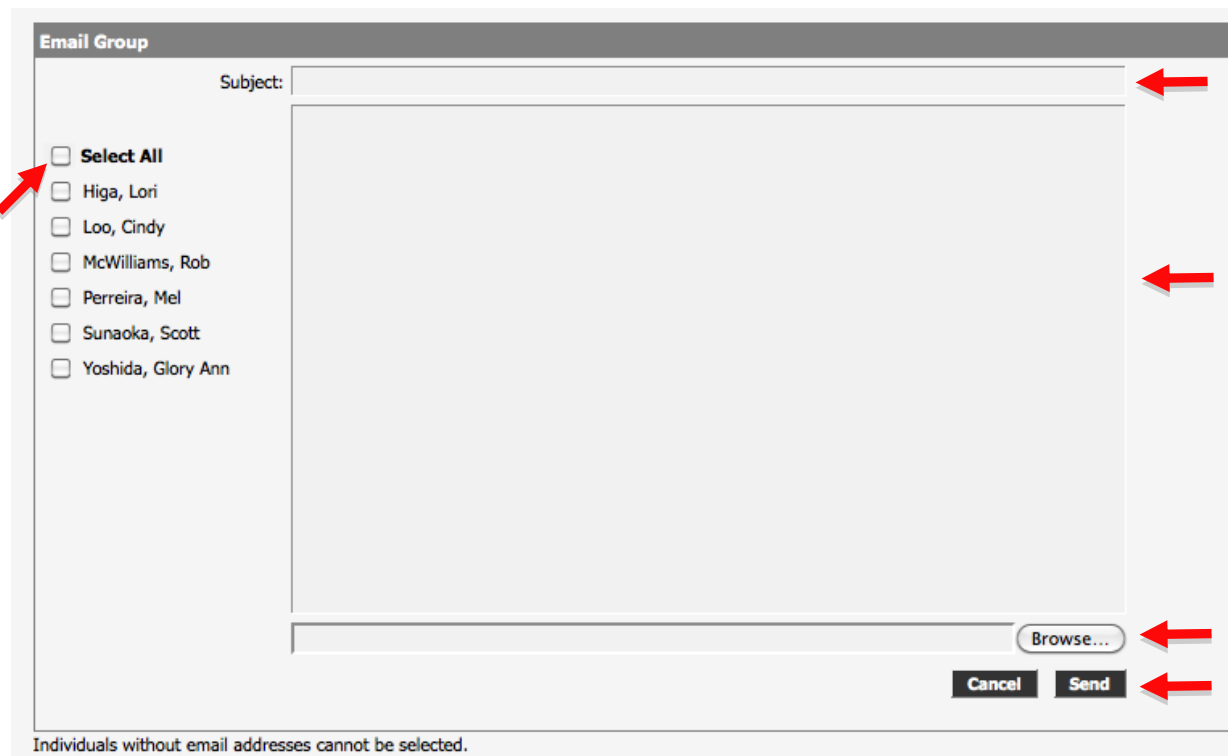 Email Group
Subject:
Select All
Higa, Lori
Loo, Cindy
McWilliams, Rob
Perreira, Mel
Sunaoka, Scott
Yoshida, Glory Ann
Browse...
Cancel Send
Individuals without email addresses cannot be selected.